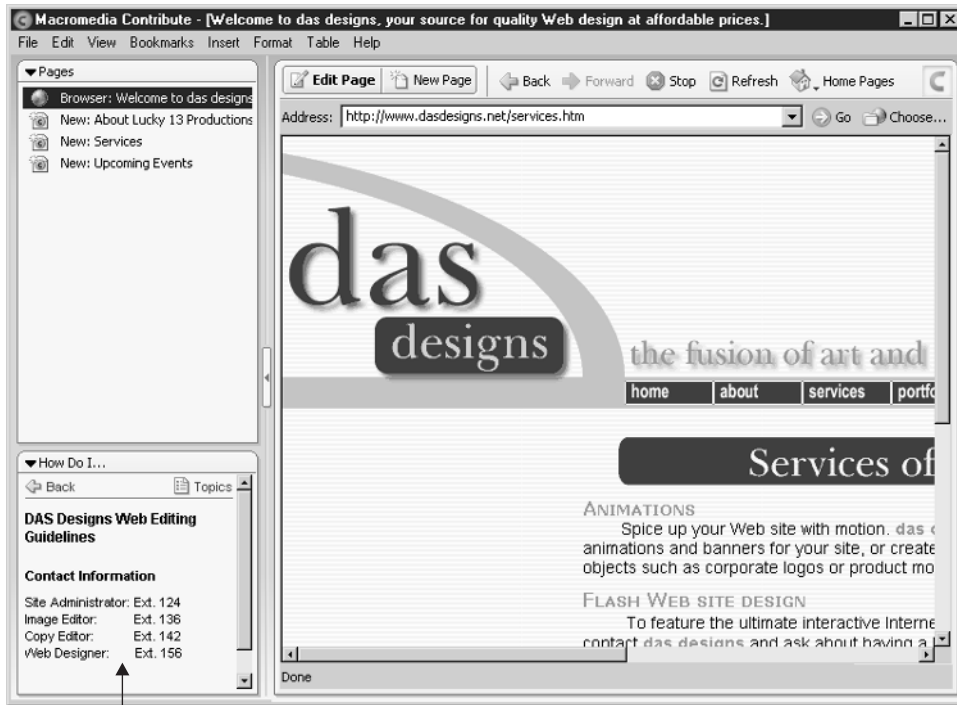 Macromedia Contribute - [Welcome to das designs, your source for quality Web design at affordable prices.]
File Edit View Bookmarks Insert Format Table Help
Pages
Browser: Welcome to das designs
New: About Lucky 13 Productions
New: Services
New: Upcoming Events
How Do I...
Back Topics
DAS Designs Web Editing
Guidelines
Contact Information
Site Administrator: Ext. 124
Image Editor: Ext. 136
Copy Editor: Ext. 142
Web Designer: Ext. 156
Edit Page New Page Back Forward Stop Refresh Home Pages
Address: http://www.dasdesigns.net/services.htm Go Choose...
das
designs
the fusion of art and
home about services portfo
Services of
ANIMATIONS
Spice up your Web site with motion. das
animations and banners for your site, or create
objects such as corporate logos or product mo
FLASH WEB SITE DESIGN
To feature the ultimate interactive Interne
contact das designs and ask about having a
Done